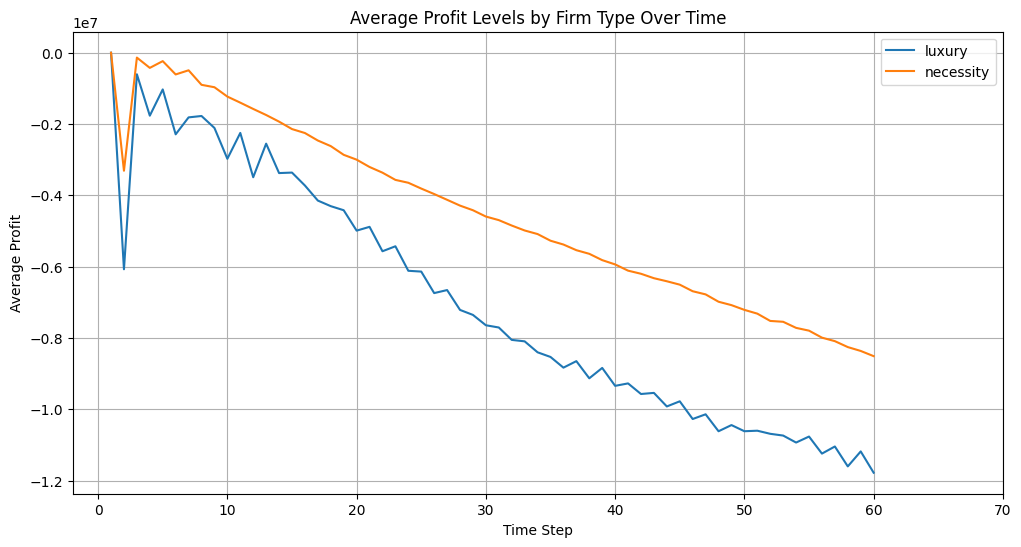 Average Profit Levels by Firm Type Over Time
1e7
luxury
necessity
0.0
−0.2
−0.4
−0.6
−0.8
−1.0
−1.2
Average Profit
0 10 20 30 40 50 60 70
Time Step